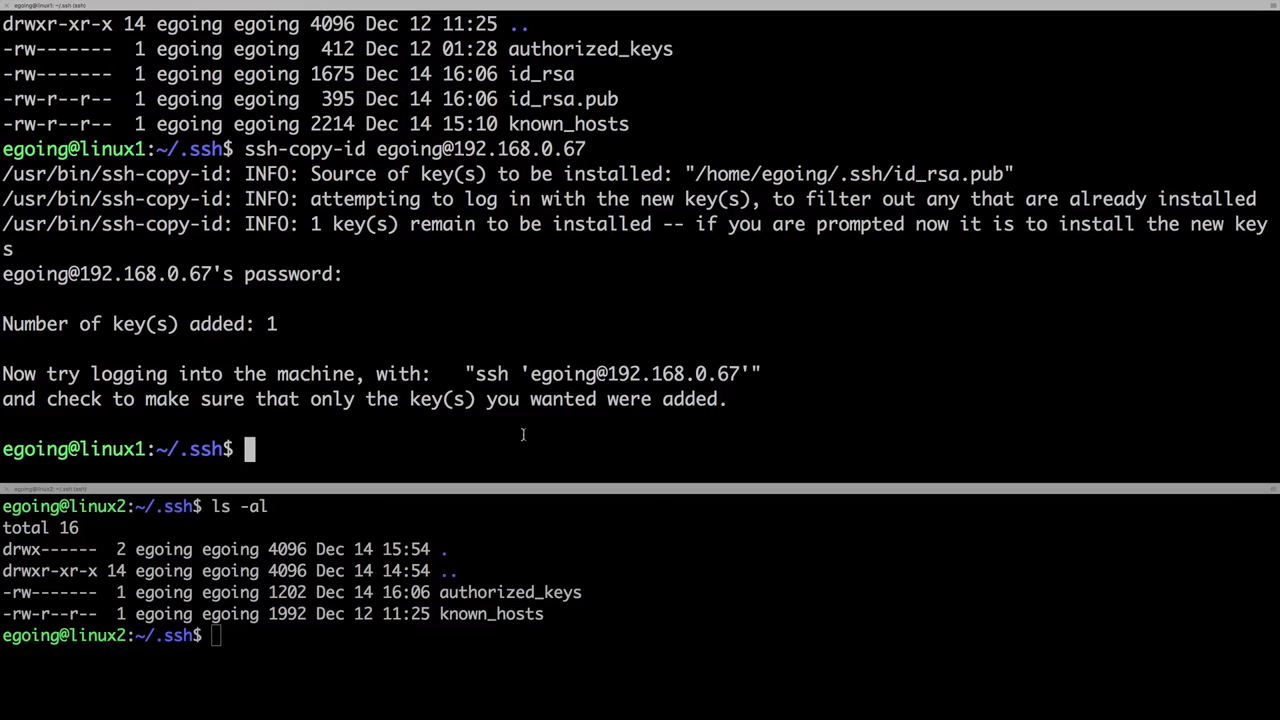 egoing@linux1: ~/.ssh (ssh)
drwxr-xr-x 14 egoing egoing 4096 Dec 12 11:25 ..
-rw------- 1 egoing egoing 412 Dec 12 01:28 authorized_keys
-rw------- 1 egoing egoing 1675 Dec 14 16:06 id_rsa
-rw-r--r-- 1 egoing egoing 395 Dec 14 16:06 id_rsa.pub
-rw-r--r-- 1 egoing egoing 2214 Dec 14 15:10 known_hosts
egoing@linux1:~/.ssh$ ssh-copy-id egoing@192.168.0.67
/usr/bin/ssh-copy-id: INFO: Source of key(s) to be installed: "/home/egoing/.ssh/id_rsa.pub"
/usr/bin/ssh-copy-id: INFO: attempting to log in with the new key(s), to filter out any that are already installed
/usr/bin/ssh-copy-id: INFO: 1 key(s) remain to be installed -- if you are prompted now it is to install the new key
s
egoing@192.168.0.67's password:
Number of key(s) added: 1
Now try logging into the machine, with: "ssh 'egoing@192.168.0.67'"
and check to make sure that only the key(s) you wanted were added.
egoing@linux1:~/.ssh$
egoing@linux2: ~/.ssh (ssh)
egoing@linux2:~/.ssh$ ls -al
total 16
drwx------ 2 egoing egoing 4096 Dec 14 15:54 .
drwxr-xr-x 14 egoing egoing 4096 Dec 14 14:54 ..
-rw------- 1 egoing egoing 1202 Dec 14 16:06 authorized_keys
-rw-r--r-- 1 egoing egoing 1992 Dec 12 11:25 known_hosts
egoing@linux2:~/.ssh$